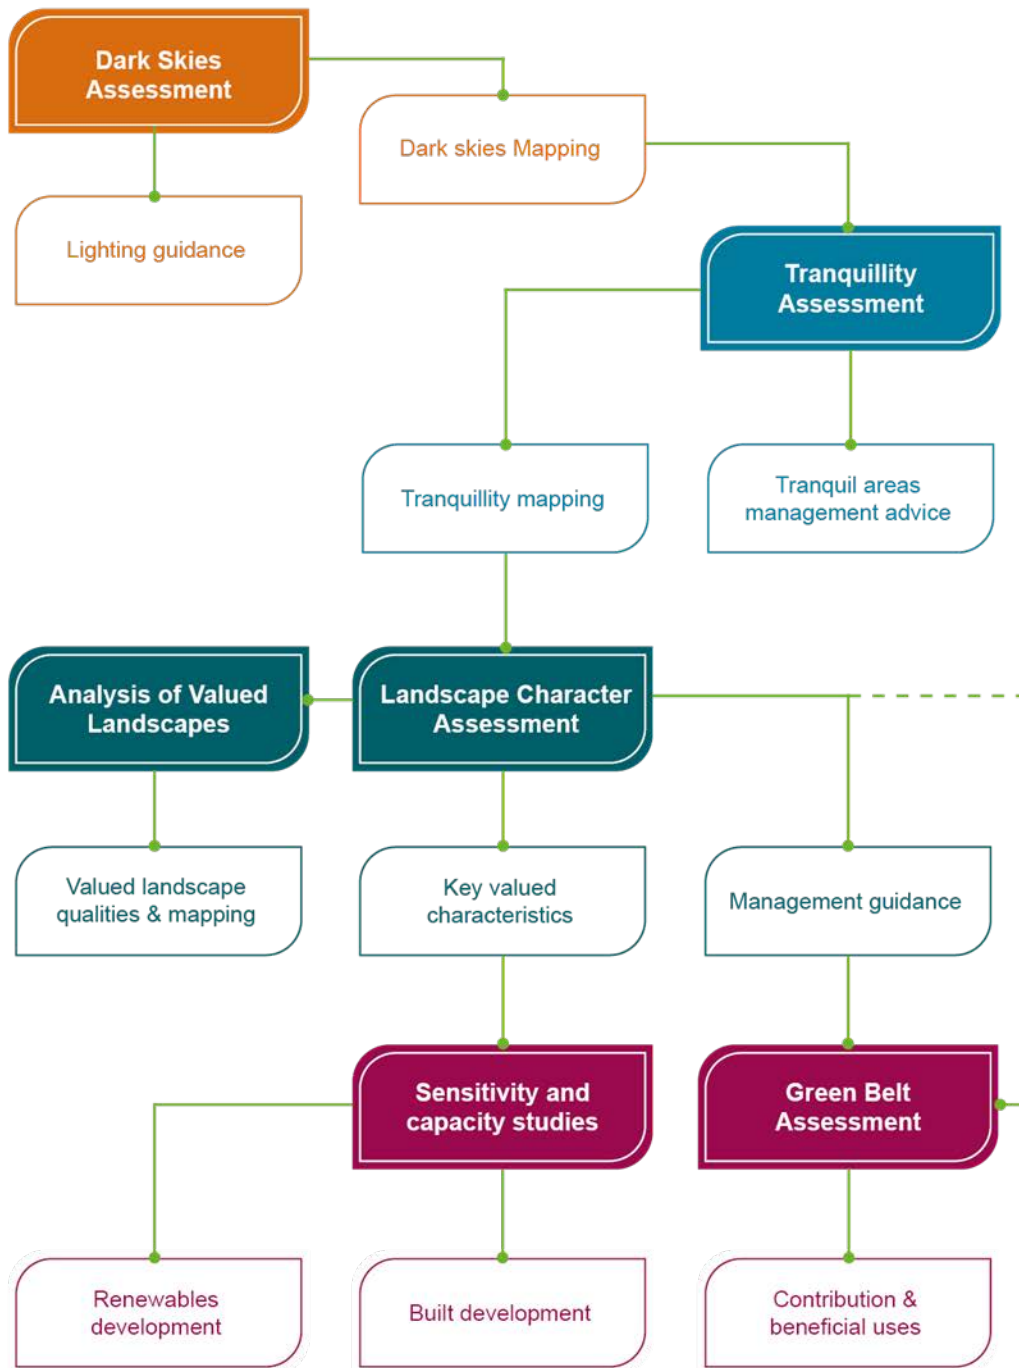 Dark Skies
Assessment
Dark skies Mapping
Lighting guidance
Tranquillity
Assessment
Tranquillity mapping
Tranquil areas
management advice
Analysis of Valued
Landscapes
Landscape Character
Assessment
Valued landscape
qualities & mapping
Key valued
characteristics
Management guidance
Sensitivity and
capacity studies
Green Belt
Assessment
Renewables
development
Built development
Contribution &
beneficial uses